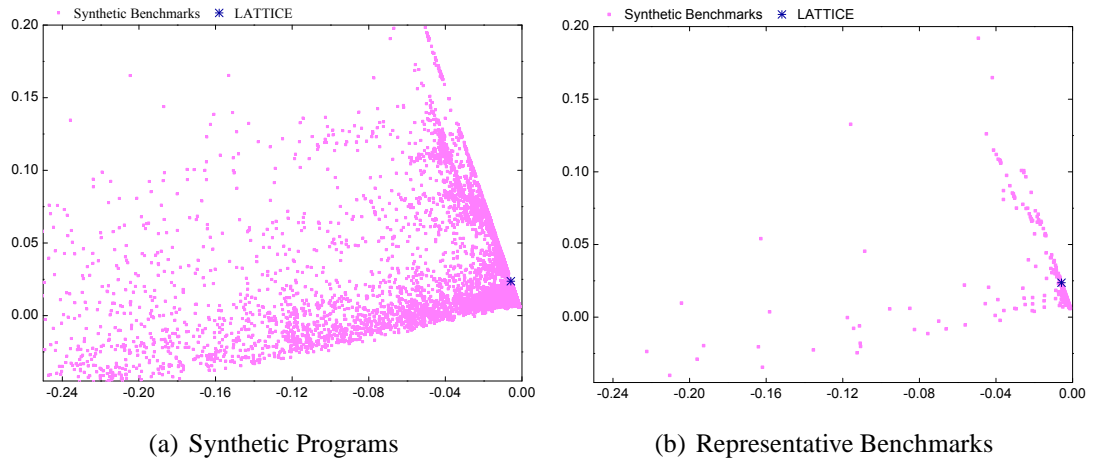 Synthetic Benchmarks LATTICE
0.20
0.15
0.10
0.05
0.00
-0.24 -0.20 -0.16 -0.12 -0.08 -0.04 0.00
(a) Synthetic Programs
Synthetic Benchmarks LATTICE
0.20
0.15
0.10
0.05
0.00
-0.24 -0.20 -0.16 -0.12 -0.08 -0.04 0.00
(b) Representative Benchmarks